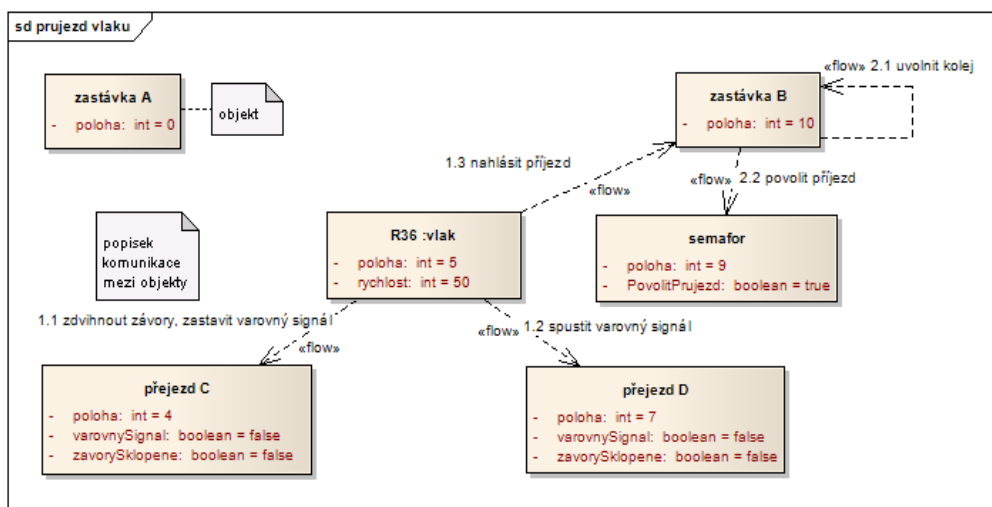 sd prujezd vlaku
zastávka A
- poloha: int = 0
objekt
«flow» 2.1 uvolnit kolej
zastávka B
- poloha: int = 10
1.3 nahlásit příjezd
«flow»
«flow» 2.2 povolit příjezd
popisek
komunikace
mezi objekty
R36 :vlak
- poloha: int = 5
- rychlost: int = 50
semafor
- poloha: int = 9
- PovolitPrujezd: boolean = true
1.1 zdvihnout závory, zastavit varovný signál
«flow»
«flow» 1.2 spustit varovný signál
přejezd C
- poloha: int = 4
- varovnySignal: boolean = false
- zavorySklopene: boolean = false
přejezd D
- poloha: int = 7
- varovnySignal: boolean = false
- zavorySklopene: boolean = false